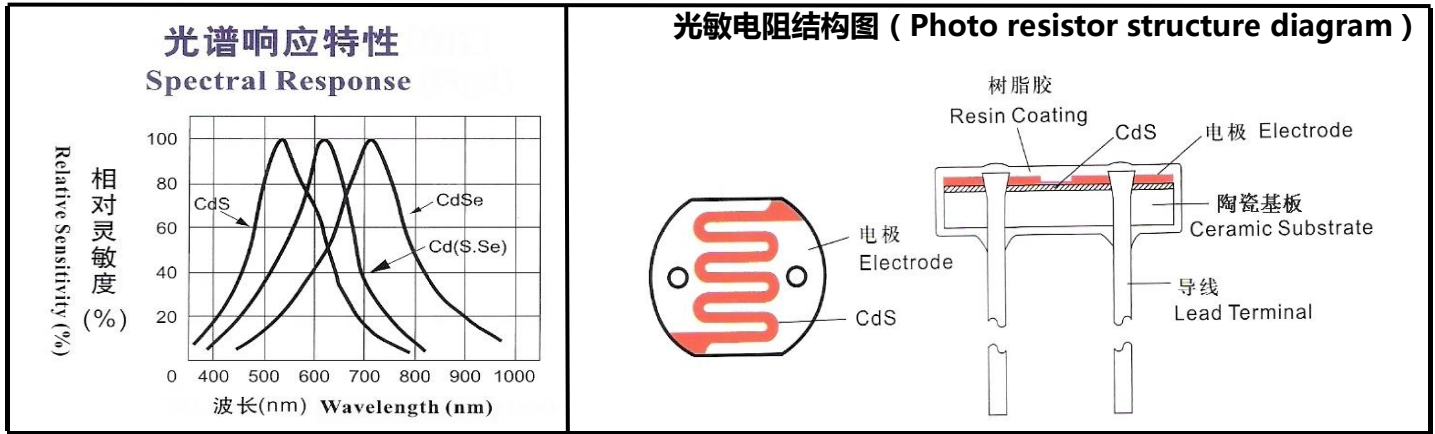 光谱响应特性
Spectral Response
相对灵敏度(%)
Relative Sensitivity (%)
100
80
60
40
20
CdS
CdSe
Cd(S.Se)
0 400 500 600 700 800 900 1000
波长(nm) Wavelength (nm)
光敏电阻结构图（Photo resistor structure diagram）
电极
Electrode
CdS
树脂胶
Resin Coating
CdS
电极 Electrode
陶瓷基板
Ceramic Substrate
导线
Lead Terminal